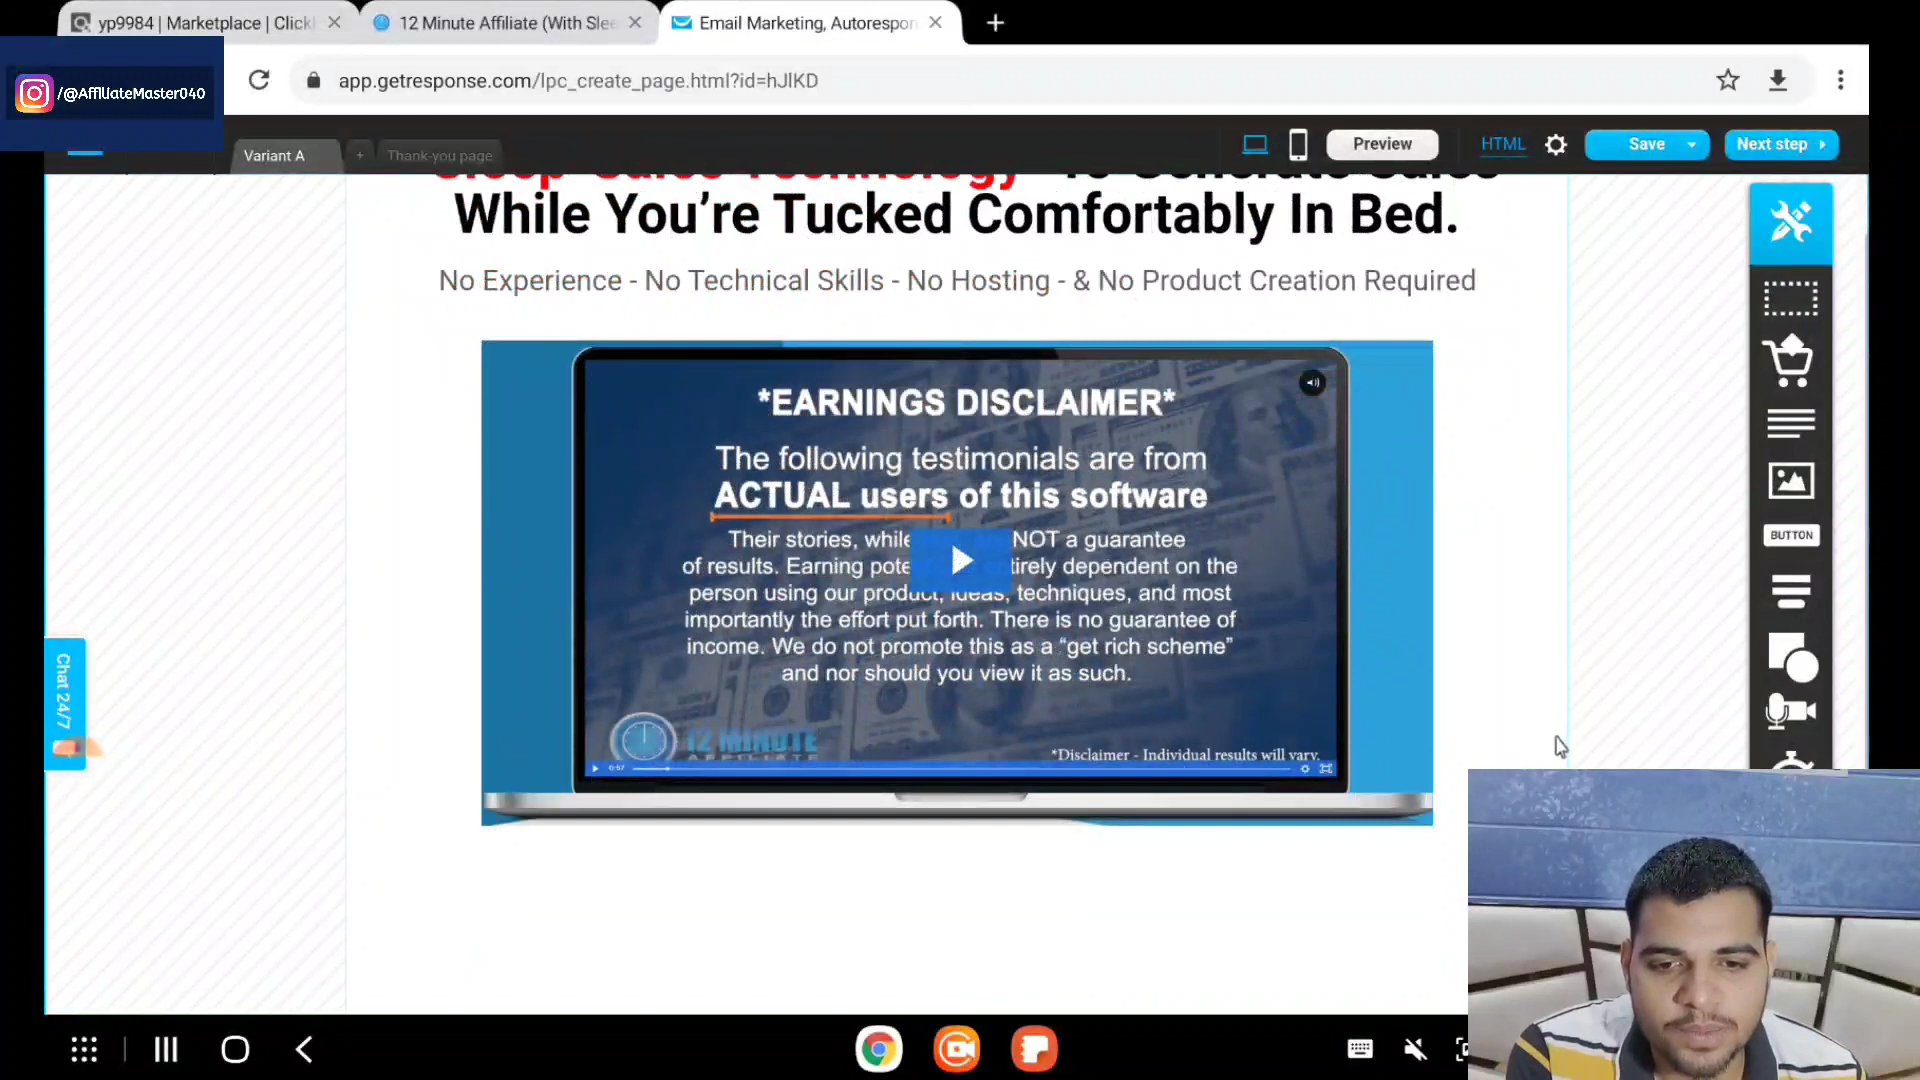 yp9984 | Marketplace | Click
12 Minute Affiliate (With Slee
Email Marketing, Autorespon
/@AffiliateMaster040
app.getresponse.com/lpc_create_page.html?id=hJlKD
Variant A
+
Thank-you page
Preview
HTML
Save
Next step
While You’re Tucked Comfortably In Bed.
No Experience - No Technical Skills - No Hosting - & No Product Creation Required
*EARNINGS DISCLAIMER*
The following testimonials are from
ACTUAL users of this software
Their stories, while NOT a guarantee
of results. Earning pote tirely dependent on the
person using our product, ideas, techniques, and most
importantly the effort put forth. There is no guarantee of
income. We do not promote this as a “get rich scheme”
and nor should you view it as such.
12 MINUTE
AFFILIATE
*Disclaimer - Individual results will vary.
0:57
BUTTON
Chat 24/7